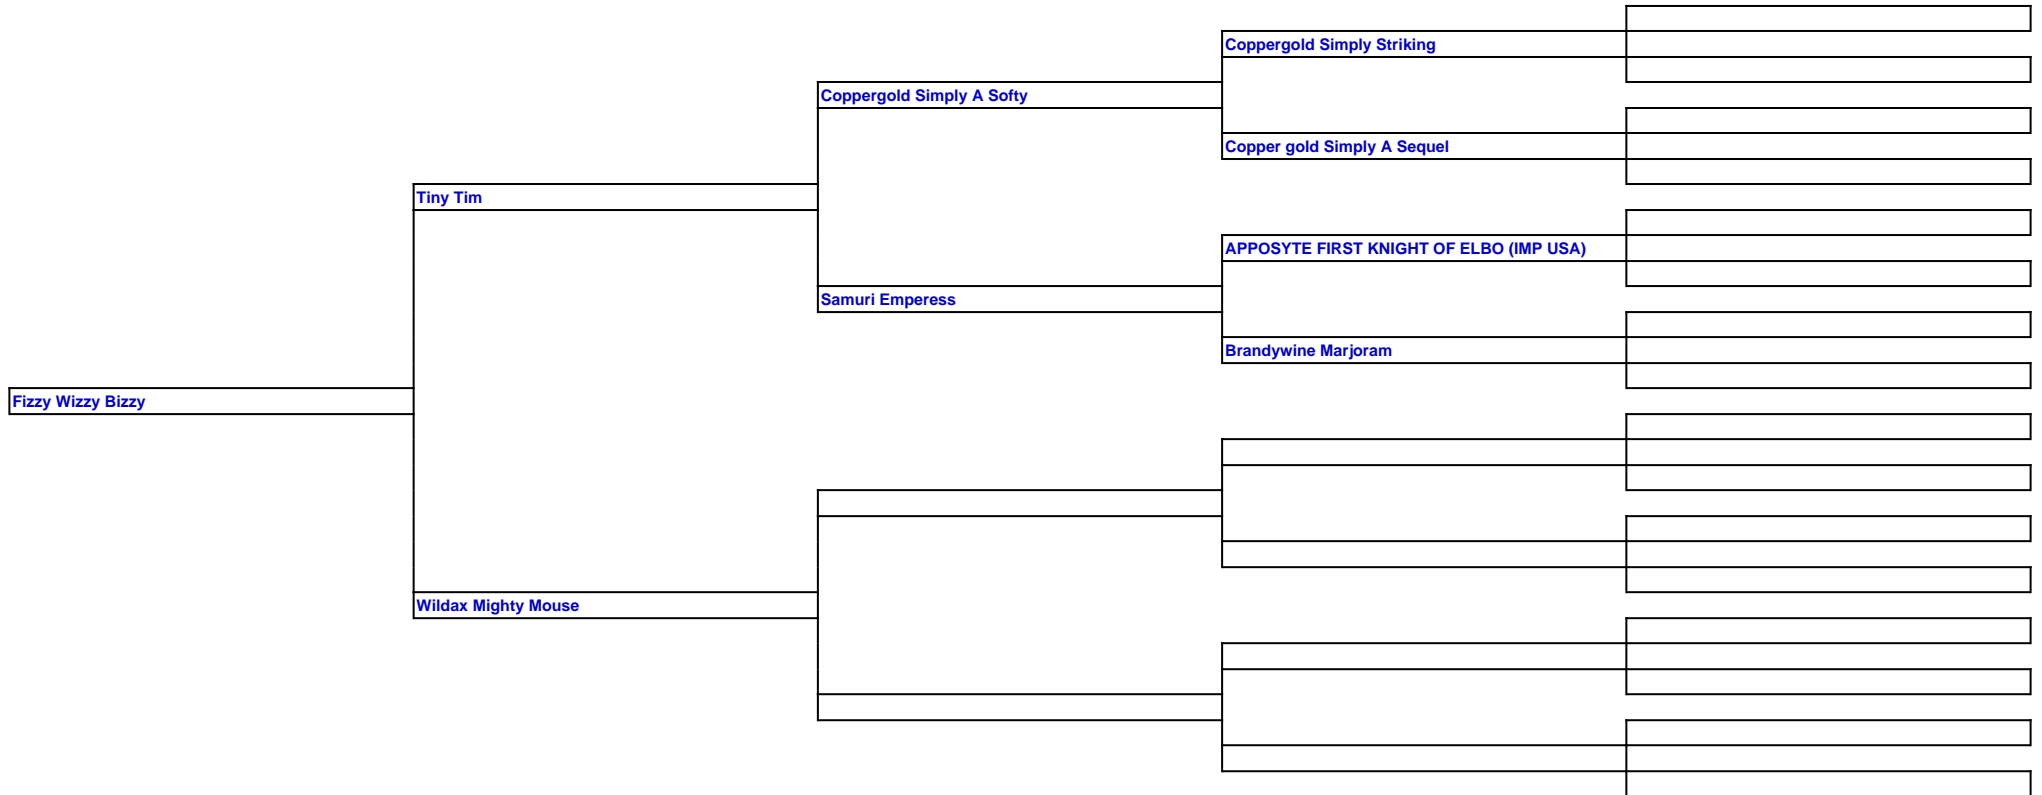 Coppergold Simply Striking
Coppergold Simply A Softy
Copper gold Simply A Sequel
Tiny Tim
APPOSYTE FIRST KNIGHT OF ELBO (IMP USA)
Samuri Emperess
Brandywine Marjoram
Fizzy Wizzy Bizzy
Wildax Mighty Mouse